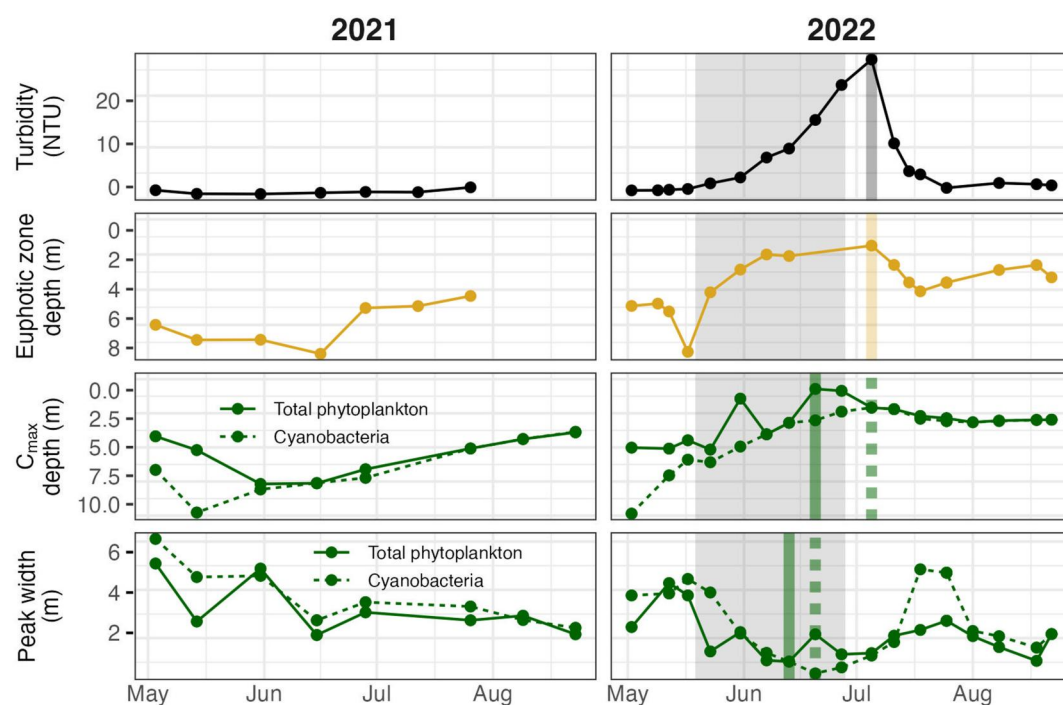 2021
2022
Turbidity
(NTU)
20
10
0
Euphotic zone
depth (m)
0
2
4
6
8
Cmax
depth (m)
0.0
2.5
5.0
7.5
10.0
Total phytoplankton
Cyanobacteria
Peak width
(m)
6
4
2
Total phytoplankton
Cyanobacteria
May Jun Jul Aug
May Jun Jul Aug